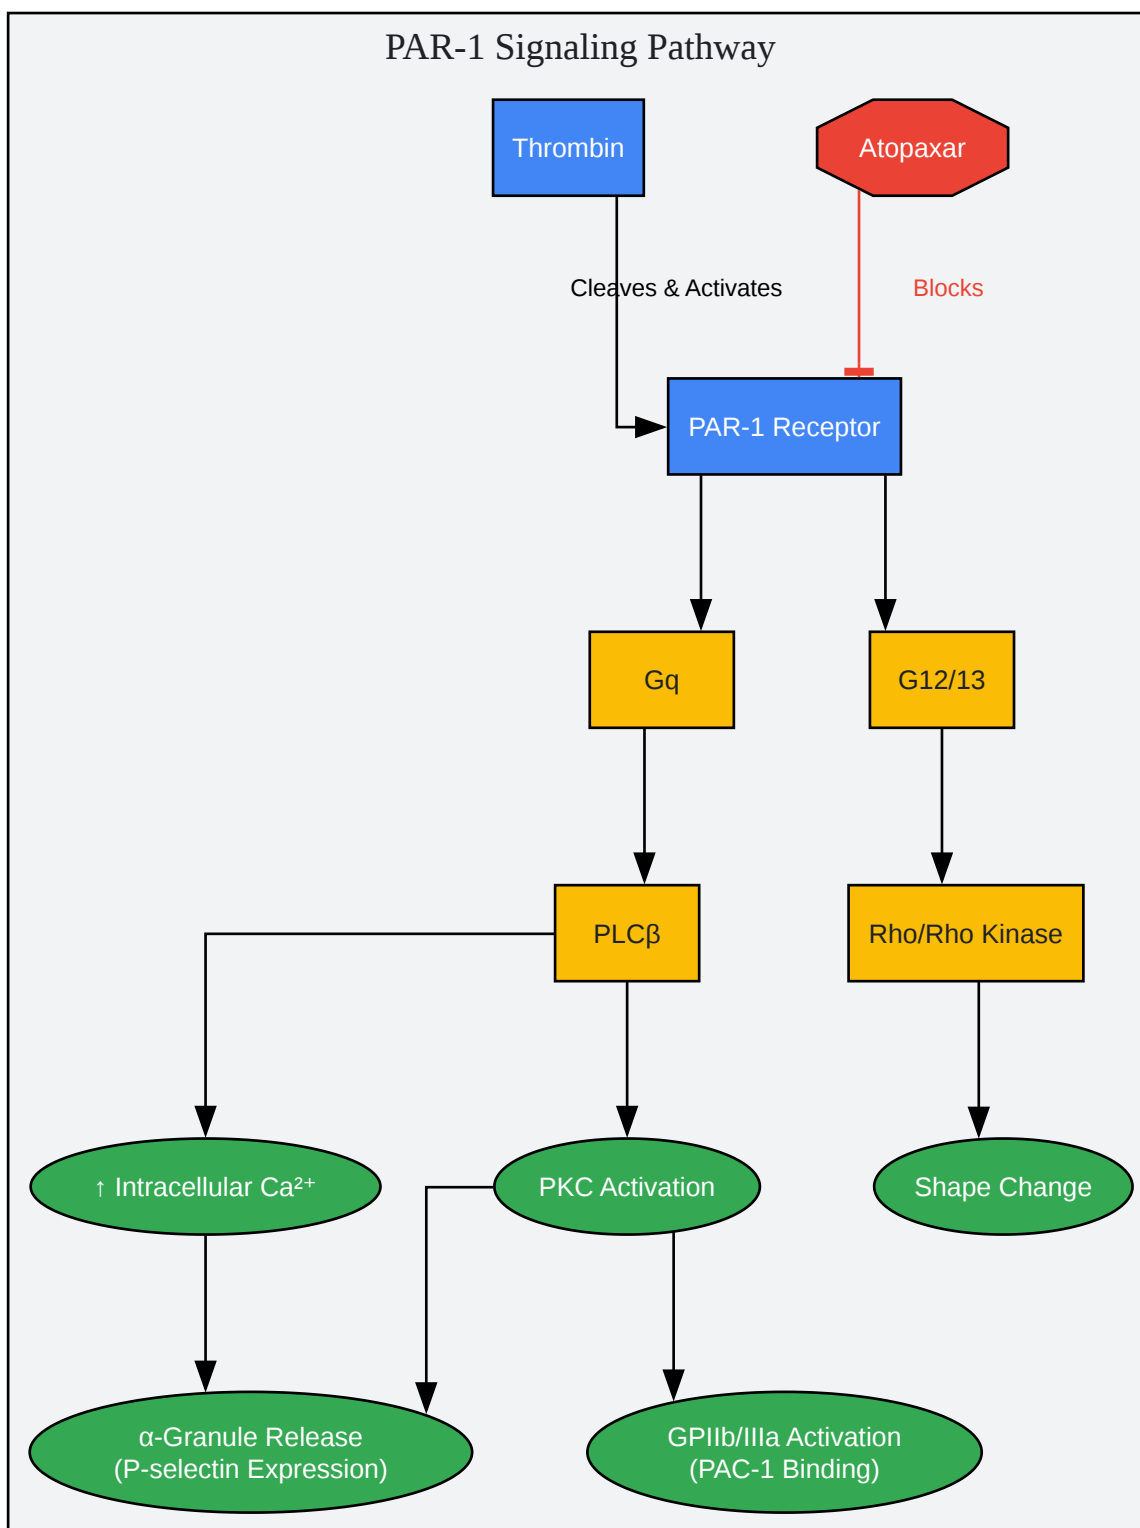 PAR-1 Signaling Pathway
Thrombin
Atopaxar
Cleaves & Activates
Blocks
PAR-1 Receptor
Gq
G12/13
PLCβ
Rho/Rho Kinase
↑ Intracellular Ca²⁺
PKC Activation
Shape Change
α-Granule Release
(P-selectin Expression)
GPIIb/IIIa Activation
(PAC-1 Binding)